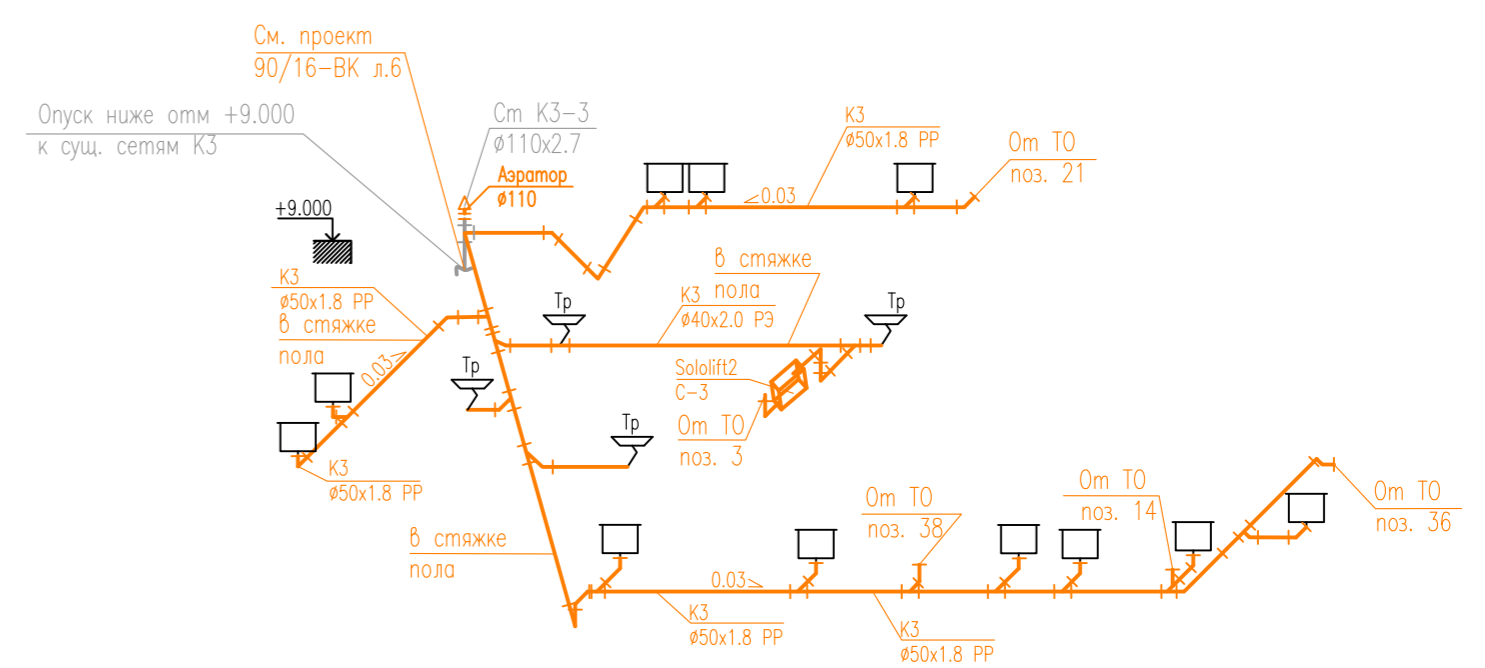 См. проект
90/16-ВК л.6
Опуск ниже отм +9.000
к сущ. сетям К3
Ст К3-3
ø110x2.7
Аэратор
ø110
+9.000
К3
ø50x1.8 PP
От ТО
поз. 21
∠0.03
К3
ø50x1.8 PP
в стяжке
пола
0.03>
в стяжке
пола
К3
ø40x2.0 РЭ
Тр
Тр
Тр
Тр
Sololift2
С-3
От ТО
поз. 3
К3
ø50x1.8 PP
в стяжке
пола
От ТО
поз. 38
От ТО
поз. 14
От ТО
поз. 36
0.03>
К3
ø50x1.8 PP
К3
ø50x1.8 PP